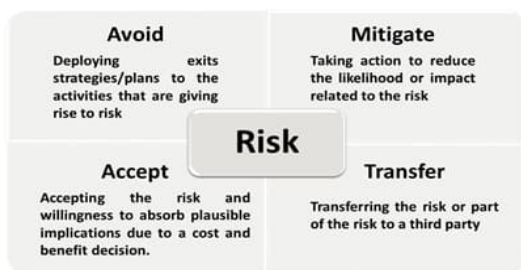 Avoid
Deploying exits
strategies/plans to the
activities that are giving
rise to risk
Mitigate
Taking action to reduce
the likelihood or impact
related to the risk
Risk
Accept
Accepting the risk and
willingness to absorb plausible
implications due to a cost and
benefit decision.
Transfer
Transferring the risk or part
of the risk to a third party